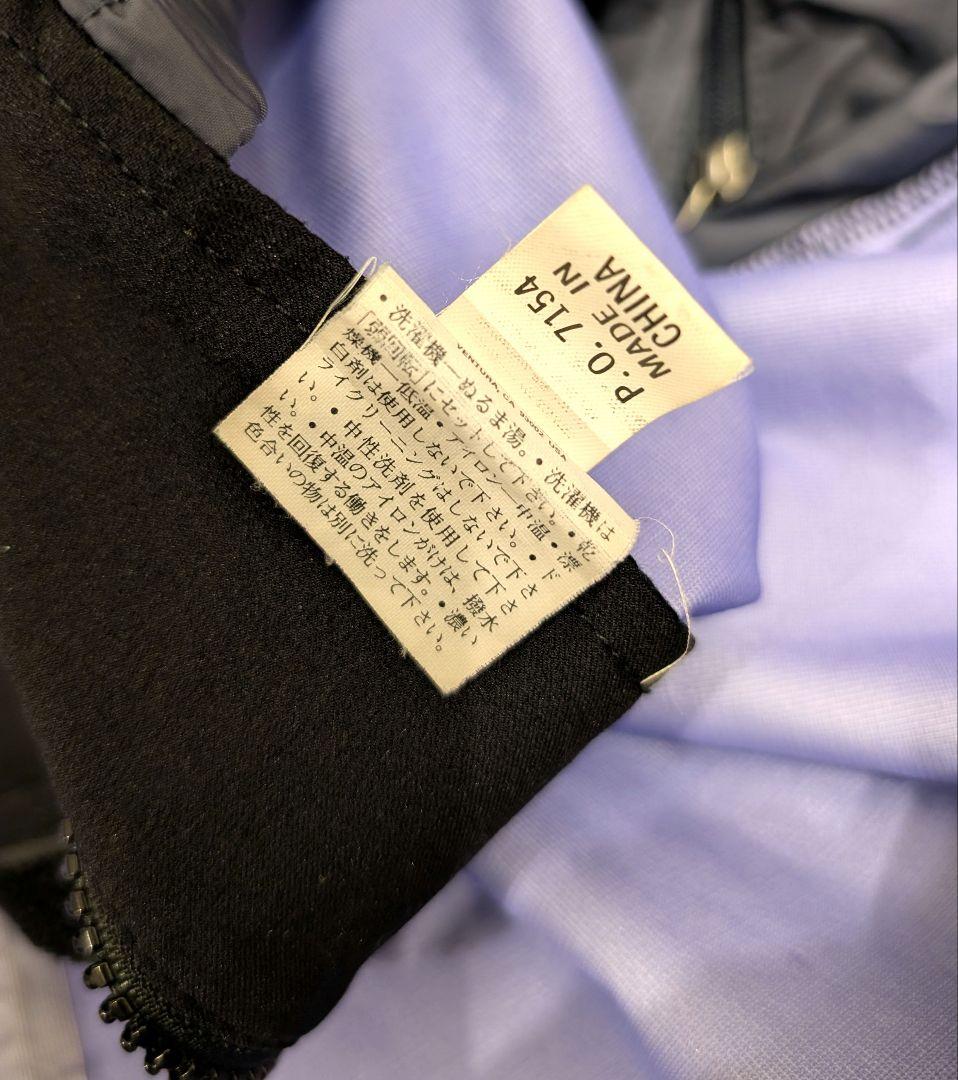 ・洗濯機―ぬるま湯。・洗濯機は
「弱回転」にセットして下さい。・乾
燥機―低温・アイロン―中温・漂
白剤は使用しないで下さい。・ド
ライクリーニングはしないで下さ
い。・中性洗剤を使用して下さ
い。・中温のアイロンがけは、撥水
性を回復する働きをします。・濃い
色合いの物は別に洗って下さい。
VENTURA, CA 93002 USA
P.O. 7154
MADE IN
CHINA